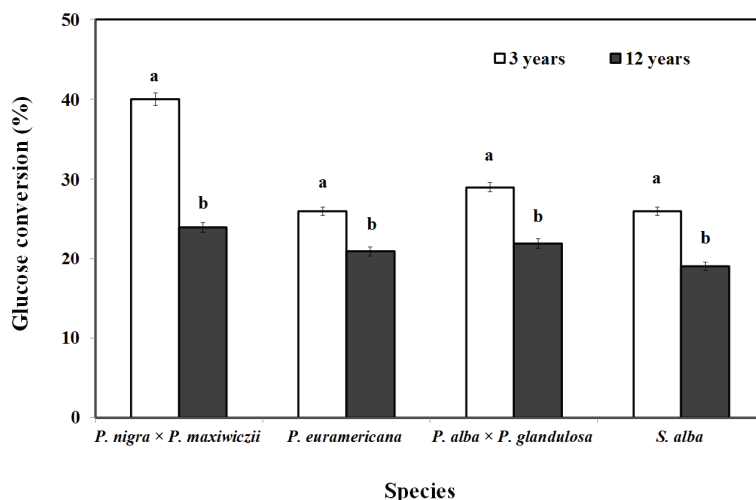 50
40
30
20
10
0
Glucose conversion (%)
3 years
12 years
a
b
a
b
a
b
a
b
P. nigra × P. maxiwiczii
P. euramericana
P. alba × P. glandulosa
S. alba
Species